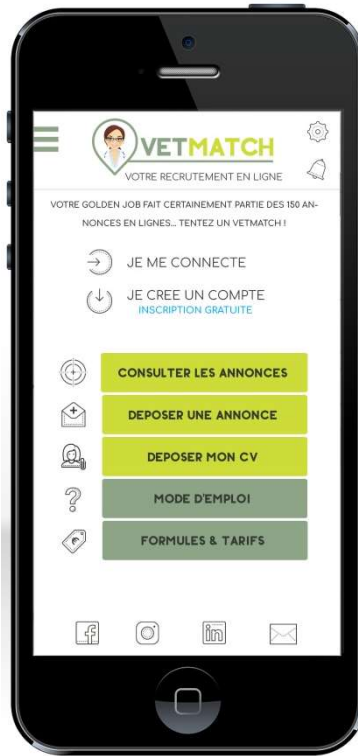 VETMATCH
VOTRE RECRUTEMENT EN LIGNE
VOTRE GOLDEN JOB FAIT CERTAINEMENT PARTIE DES 150 AN-
NONCES EN LIGNES... TENTEZ UN VETMATCH !
JE ME CONNECTE
JE CREE UN COMPTE
INSCRIPTION GRATUITE
CONSULTER LES ANNONCES
DEPOSER UNE ANNONCE
DEPOSER MON CV
MODE D'EMPLOI
FORMULES & TARIFS